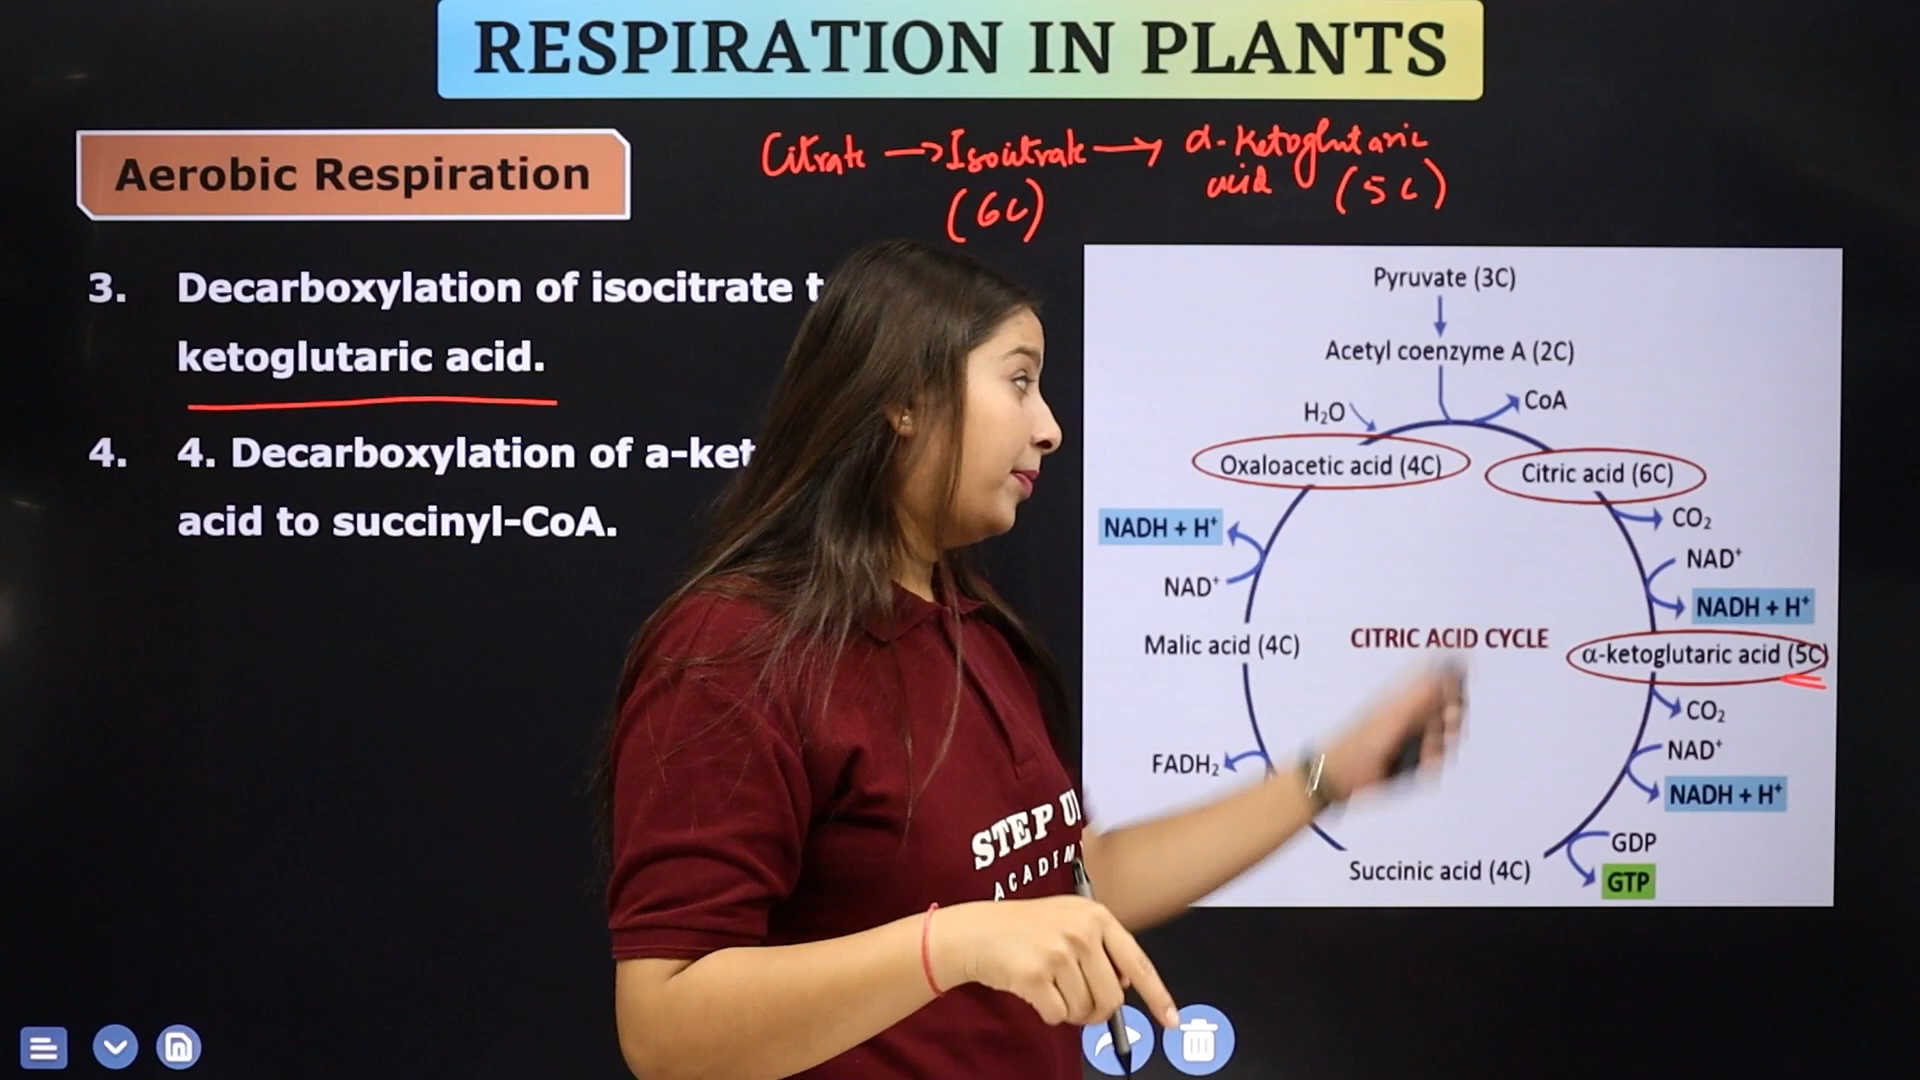 RESPIRATION IN PLANTS
Aerobic Respiration
Citrate → Isocitrate → α-Ketoglutaric
acid (5C)
(6C)
3. Decarboxylation of isocitrate t
ketoglutaric acid.
4. 4. Decarboxylation of a-ket
acid to succinyl-CoA.
Pyruvate (3C)
Acetyl coenzyme A (2C)
H₂O
CoA
Oxaloacetic acid (4C)
Citric acid (6C)
CO₂
NADH + H⁺
NAD⁺
NAD⁺
NADH + H⁺
Malic acid (4C)
CITRIC ACID CYCLE
α-ketoglutaric acid (5C)
CO₂
NAD⁺
FADH₂
NADH + H⁺
GDP
Succinic acid (4C)
GTP
STEP U
ACADEM